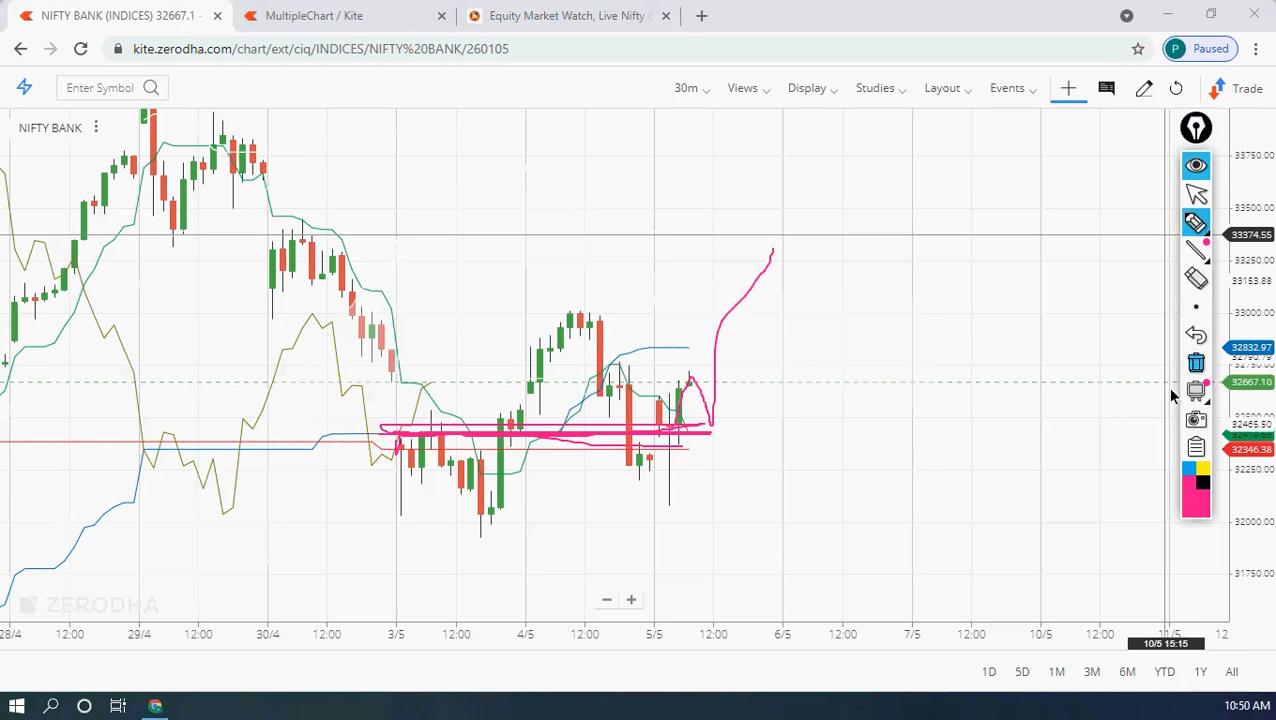 NIFTY BANK (INDICES) 32667.1 -
MultipleChart / Kite
Equity Market Watch, Live Nifty
kite.zerodha.com/chart/ext/ciq/INDICES/NIFTY%20BANK/260105
P Paused
Enter Symbol
30m Views Display Studies Layout Events Trade
NIFTY BANK
33750.00
33500.00
33374.55
33250.00
33153.88
33000.00
32832.97
32667.10
32500.00
32346.38
32250.00
32000.00
31750.00
ZERODHA
28/4 12:00 29/4 12:00 30/4 12:00 3/5 12:00 4/5 12:00 5/5 12:00 6/5 12:00 7/5 12:00 10/5 12:00 11/5 12
10/5 15:15
1D 5D 1M 3M 6M YTD 1Y All
10:50 AM